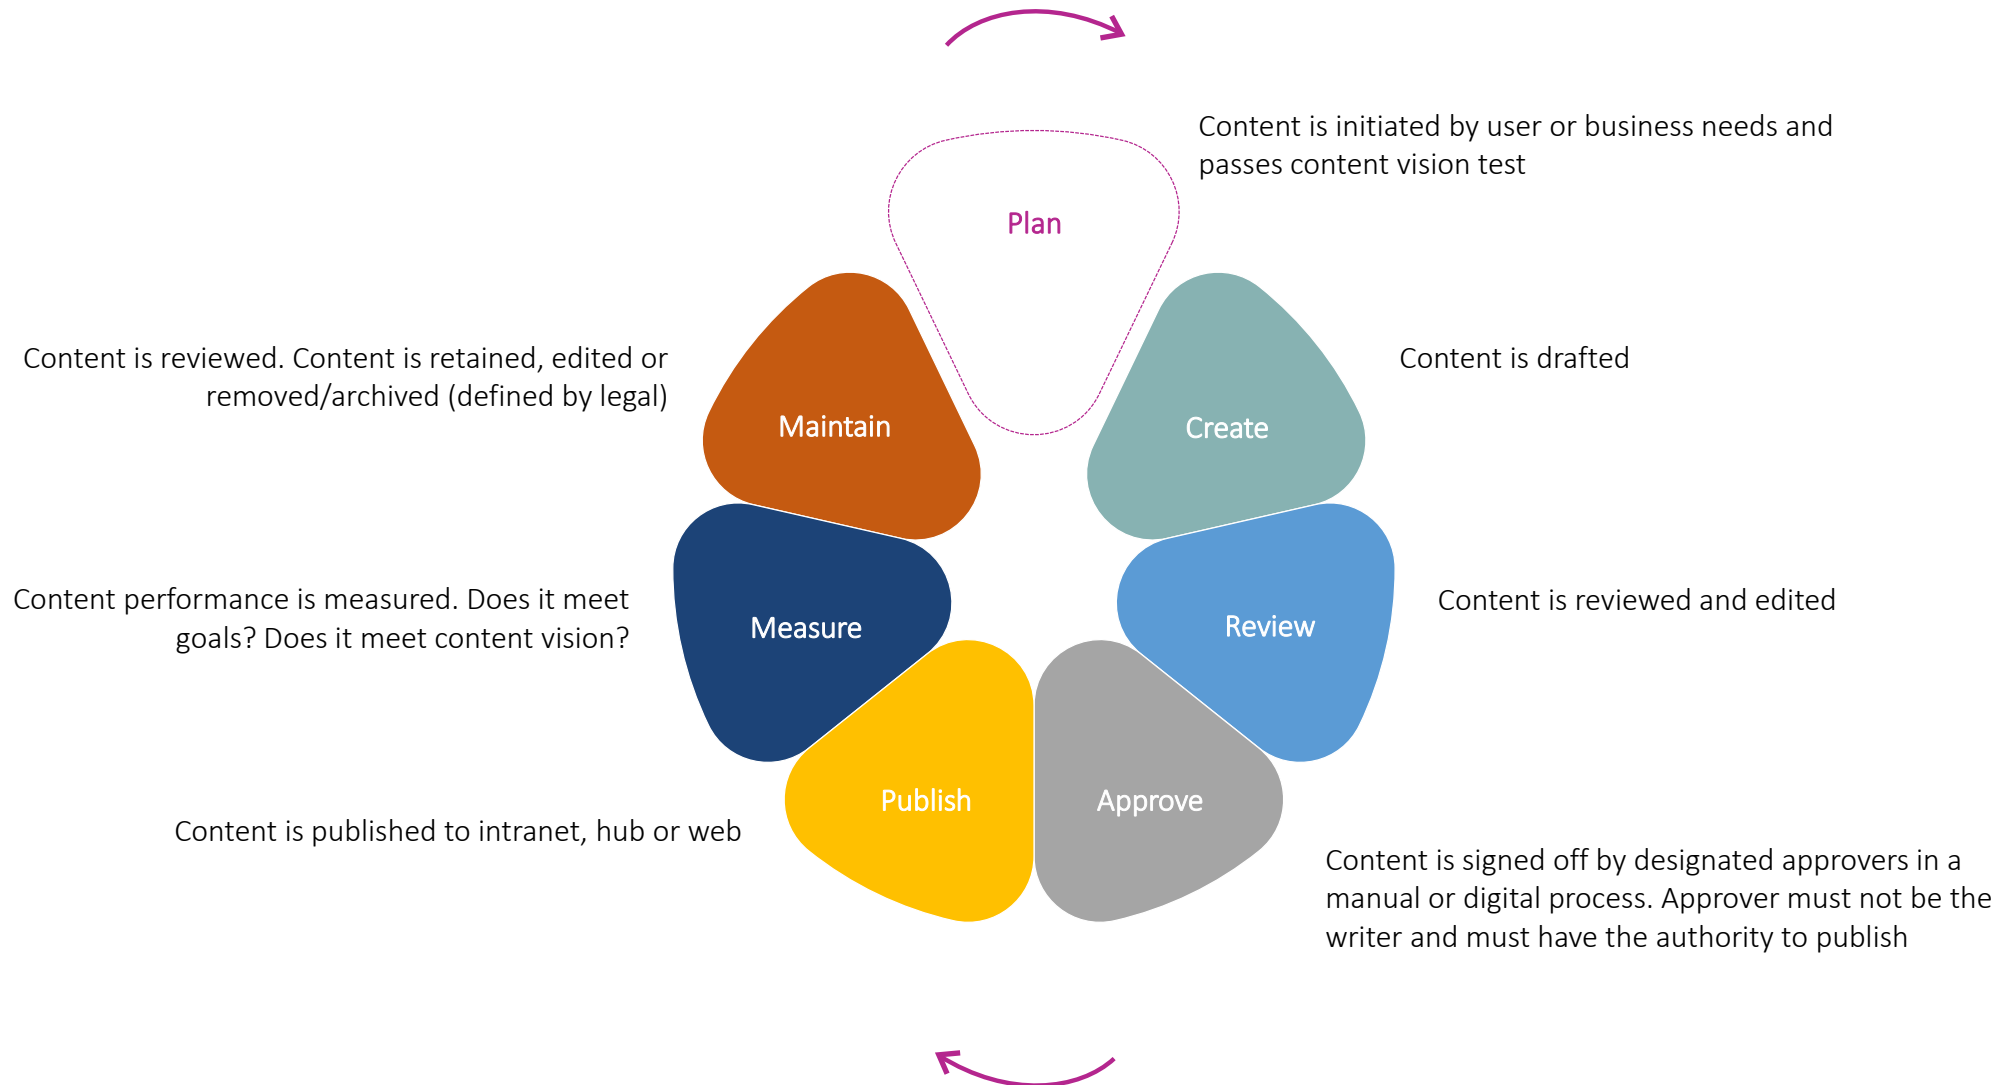 Content is initiated by user or business needs and
passes content vision test
Plan
Content is drafted
Create
Content is reviewed and edited
Review
Content is signed off by designated approvers in a
manual or digital process. Approver must not be the
writer and must have the authority to publish
Approve
Content is published to intranet, hub or web
Publish
Content performance is measured. Does it meet
goals? Does it meet content vision?
Measure
Content is reviewed. Content is retained, edited or
removed/archived (defined by legal)
Maintain